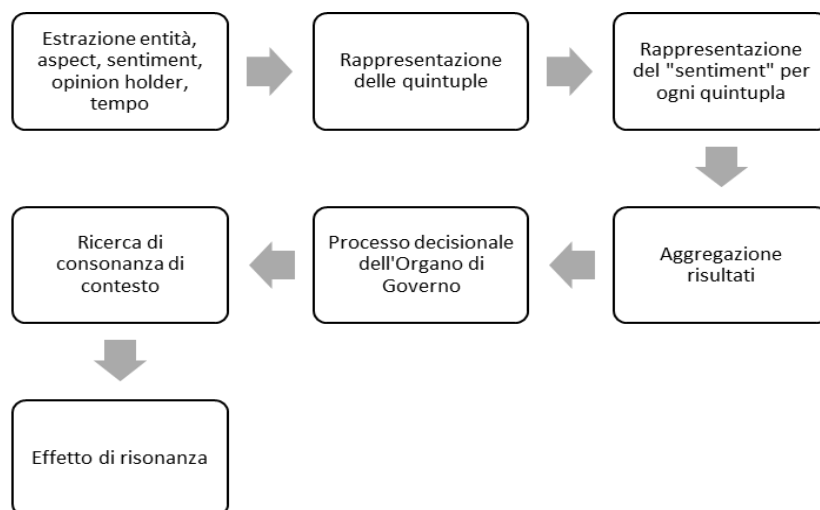 Estrazione entità,
aspect, sentiment,
opinion holder,
tempo
Rappresentazione
delle quintuple
Rappresentazione
del "sentiment" per
ogni quintupla
Aggregazione
risultati
Processo decisionale
dell'Organo di
Governo
Ricerca di
consonanza di
contesto
Effetto di risonanza